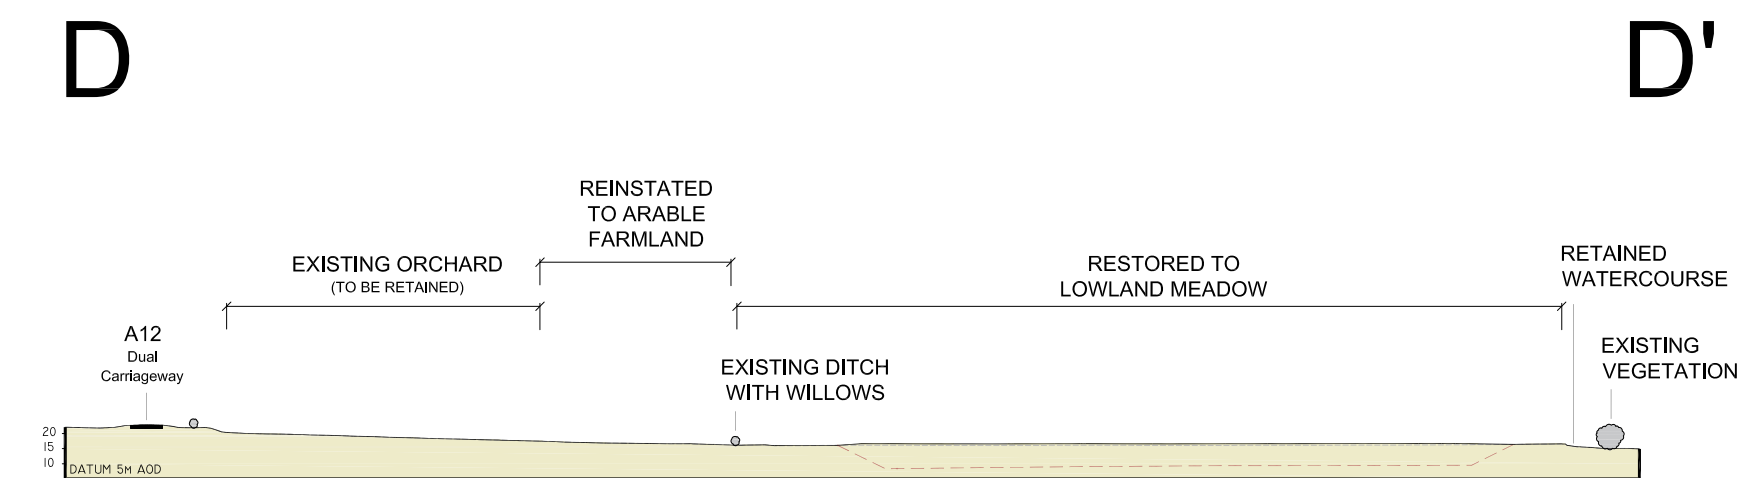 D
D'
REINSTATED
TO ARABLE
FARMLAND
EXISTING ORCHARD
(TO BE RETAINED)
RESTORED TO
LOWLAND MEADOW
RETAINED
WATERCOURSE
A12
Dual
Carriageway
EXISTING DITCH
WITH WILLOWS
EXISTING
VEGETATION
20
15
10
DATUM 5M AOD